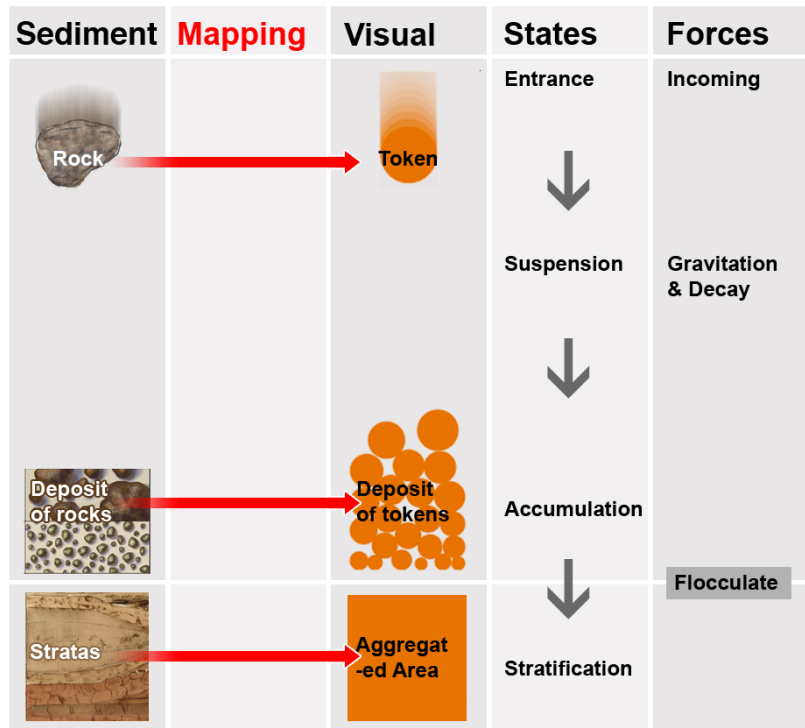 Sediment
Mapping
Visual
States
Forces
Rock
Token
Entrance
Incoming
Suspension
Gravitation
& Decay
Deposit
of rocks
Deposit
of tokens
Accumulation
Flocculate
Stratas
Aggregat
-ed Area
Stratification